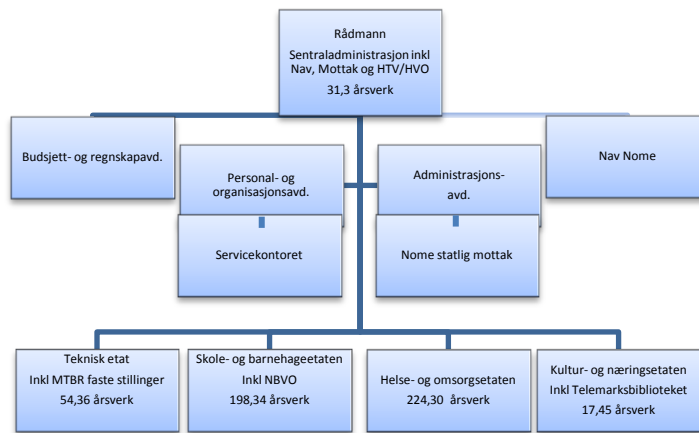 Rådmann
Sentraladministrasjon inkl
Nav, Mottak og HTV/HVO
31,3 årsverk
Budsjett- og regnskapavd.
Nav Nome
Personal- og
organisasjonsavd.
Administrasjons-
avd.
Servicekontoret
Nome statlig mottak
Teknisk etat
Inkl MTBR faste stillinger
54,36 årsverk
Skole- og barnehageetaten
Inkl NBVO
198,34 årsverk
Helse- og omsorgsetaten
224,30 årsverk
Kultur- og næringsetaten
Inkl Telemarksbiblioteket
17,45 årsverk